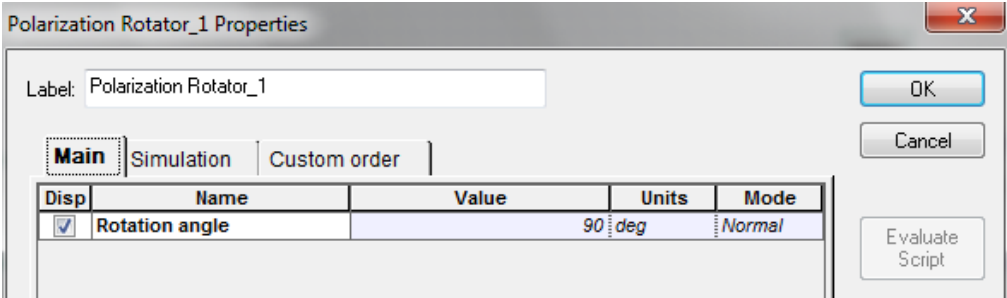 Polarization Rotator_1 Properties
Label: Polarization Rotator_1
OK
Cancel
Main Simulation Custom order
Disp Name Value Units Mode
Rotation angle 90 deg Normal
Evaluate
Script